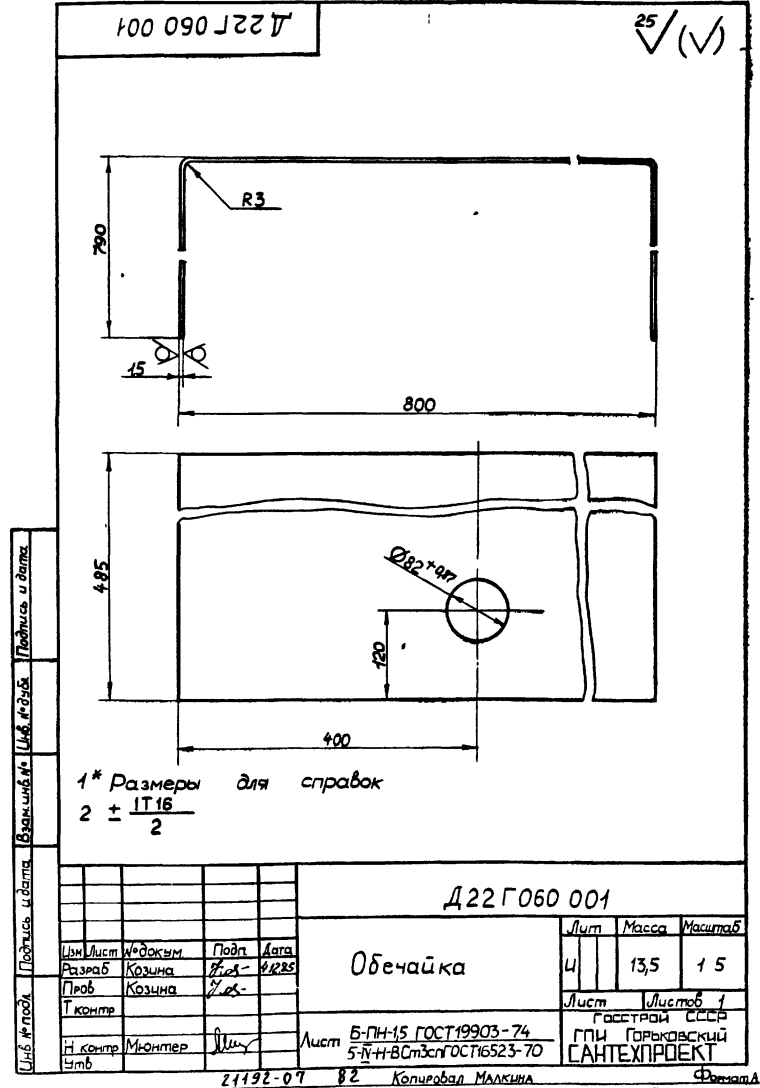 Д22Г060 001
25
(√)
R3
790
15
800
485
Ø82+0,87
120
400
1* Размеры для справок
2 ± IT16
2
Д22Г060 001
Изм Лист № докум. Подп. Дата
Разраб Козина 4.12.85
Пров Козина
Т контр
Н контр Мюнтер
Утв
Обечайка
Лит Масса Масштаб
И 13,5 1 5
Лист Листов 1
Лист Б-ПН-1,5 ГОСТ19903-74
5-IV-Н-ВСт3сп ГОСТ16523-70
Госстрой СССР
ГПИ Горьковский
САНТЕХПРОЕКТ
Инв. № подл. Подпись и дата Взам. инв. № Инв. № дубл. Подпись и дата
21192-07 82 Копировал Малкина Формат А